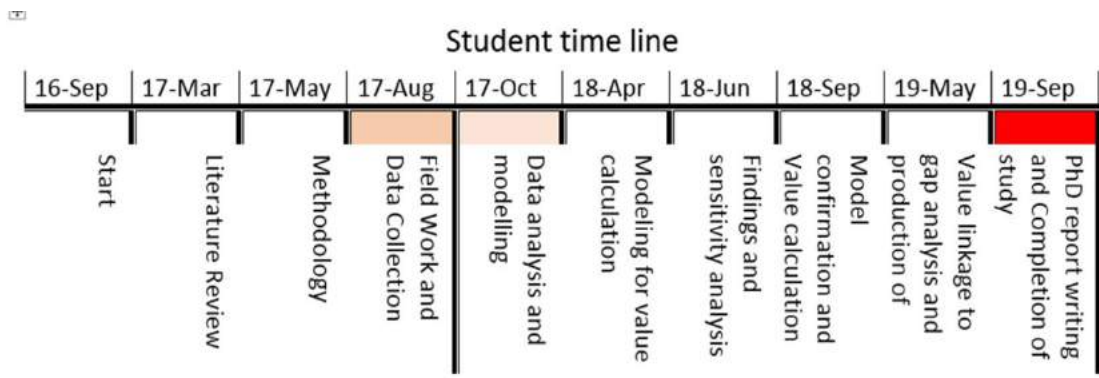 Student time line
16-Sep 17-Mar 17-May 17-Aug 17-Oct 18-Apr 18-Jun 18-Sep 19-May 19-Sep
Start
Literature Review
Methodology
Field Work and
Data Collection
Data analysis and
modelling
Modeling for value
calculation
Findings and
sensitivity analysis
Model
confirmation and
Value calculation
Value linkage to
gap analysis and
production of
PhD report writing
and Completion of
study